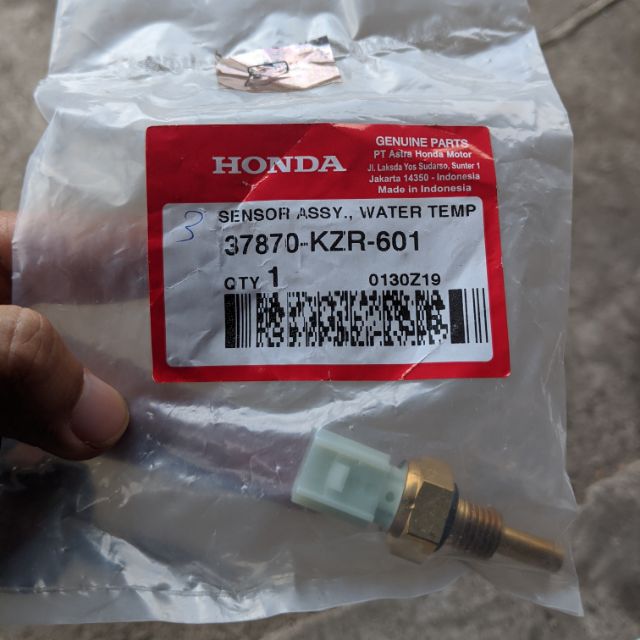 HONDA
GENUINE PARTS
PT Astra Honda Motor
Jl. Laksda Yos Sudarso, Sunter 1
Jakarta 14350 - Indonesia
Made in Indonesia
3
SENSOR ASSY., WATER TEMP
37870-KZR-601
QTY 1 0130Z19